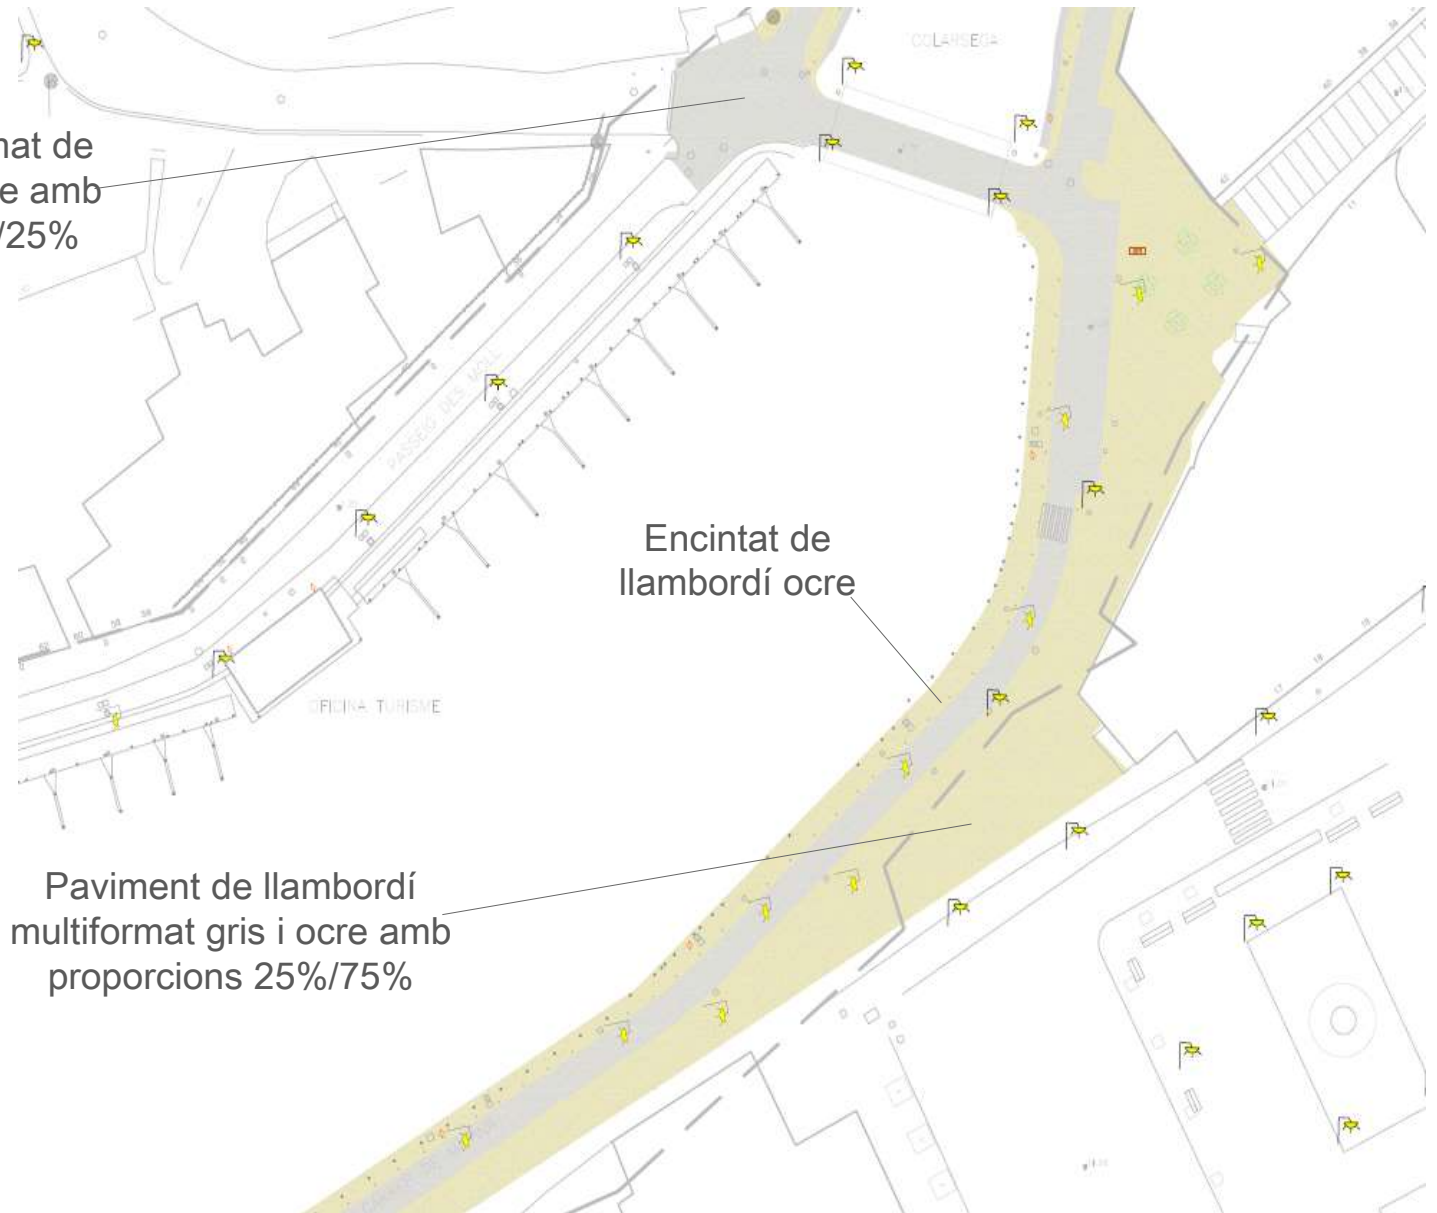 COLARSEGA
mat de
e amb
/25%
PASSEIG DES MOLL
Encintat de
llambordí ocre
OFICINA TURISME
Paviment de llambordí
multiformat gris i ocre amb
proporcions 25%/75%